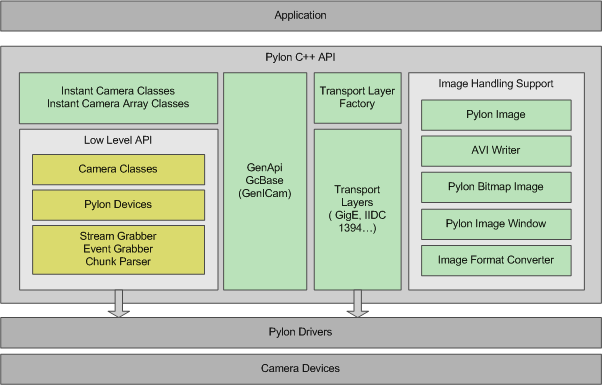 Application
Pylon C++ API
Instant Camera Classes
Instant Camera Array Classes
Low Level API
Camera Classes
Pylon Devices
Stream Grabber
Event Grabber
Chunk Parser
GenApi
GcBase
(GenICam)
Transport Layer
Factory
Transport
Layers
( GigE, IIDC
1394...)
Image Handling Support
Pylon Image
AVI Writer
Pylon Bitmap Image
Pylon Image Window
Image Format Converter
Pylon Drivers
Camera Devices